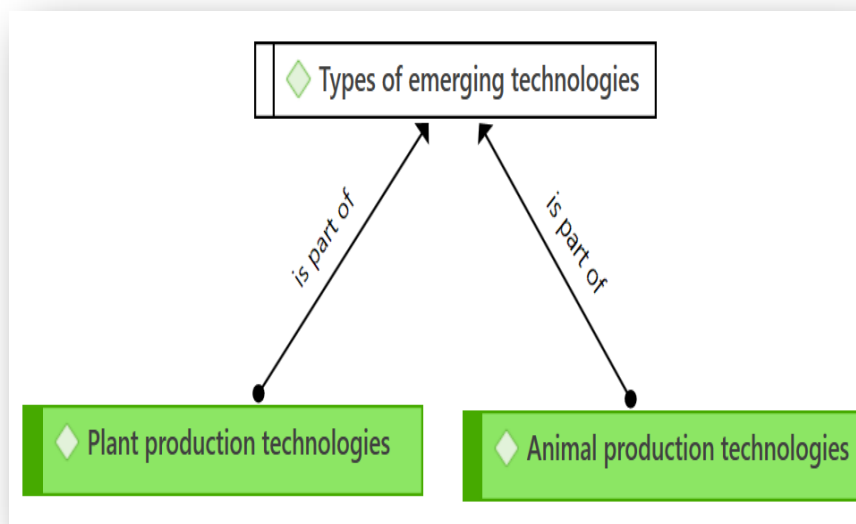 Types of emerging technologies
is part of
is part of
Plant production technologies
Animal production technologies